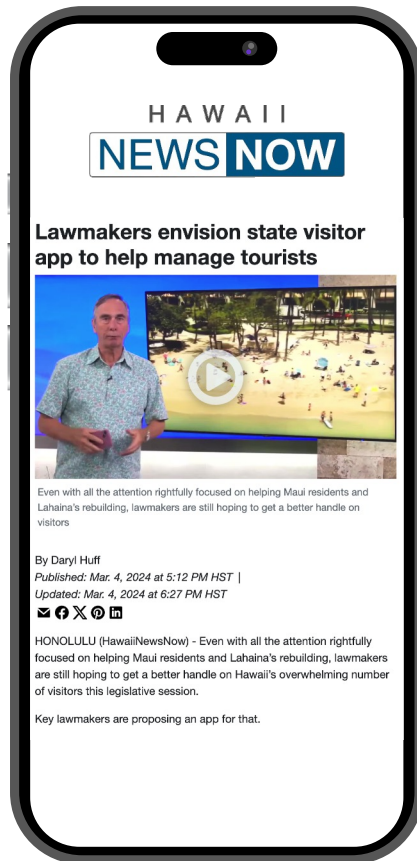 HAWAII
NEWS NOW
Lawmakers envision state visitor
app to help manage tourists
Even with all the attention rightfully focused on helping Maui residents and
Lahaina's rebuilding, lawmakers are still hoping to get a better handle on
visitors
By Daryl Huff
Published: Mar. 4, 2024 at 5:12 PM HST |
Updated: Mar. 4, 2024 at 6:27 PM HST
HONOLULU (HawaiiNewsNow) - Even with all the attention rightfully
focused on helping Maui residents and Lahaina's rebuilding, lawmakers
are still hoping to get a better handle on Hawaii's overwhelming number
of visitors this legislative session.
Key lawmakers are proposing an app for that.